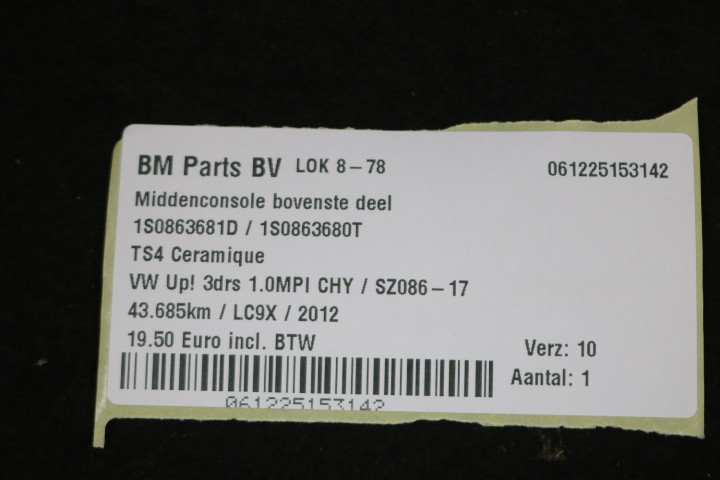 BM Parts BV LOK 8-78 061225153142
Middenconsole bovenste deel
1S0863681D / 1S0863680T
TS4 Ceramique
VW Up! 3drs 1.0MPI CHY / SZ086-17
43.685km / LC9X / 2012
19.50 Euro incl. BTW
Verz: 10
Aantal: 1
061225153142